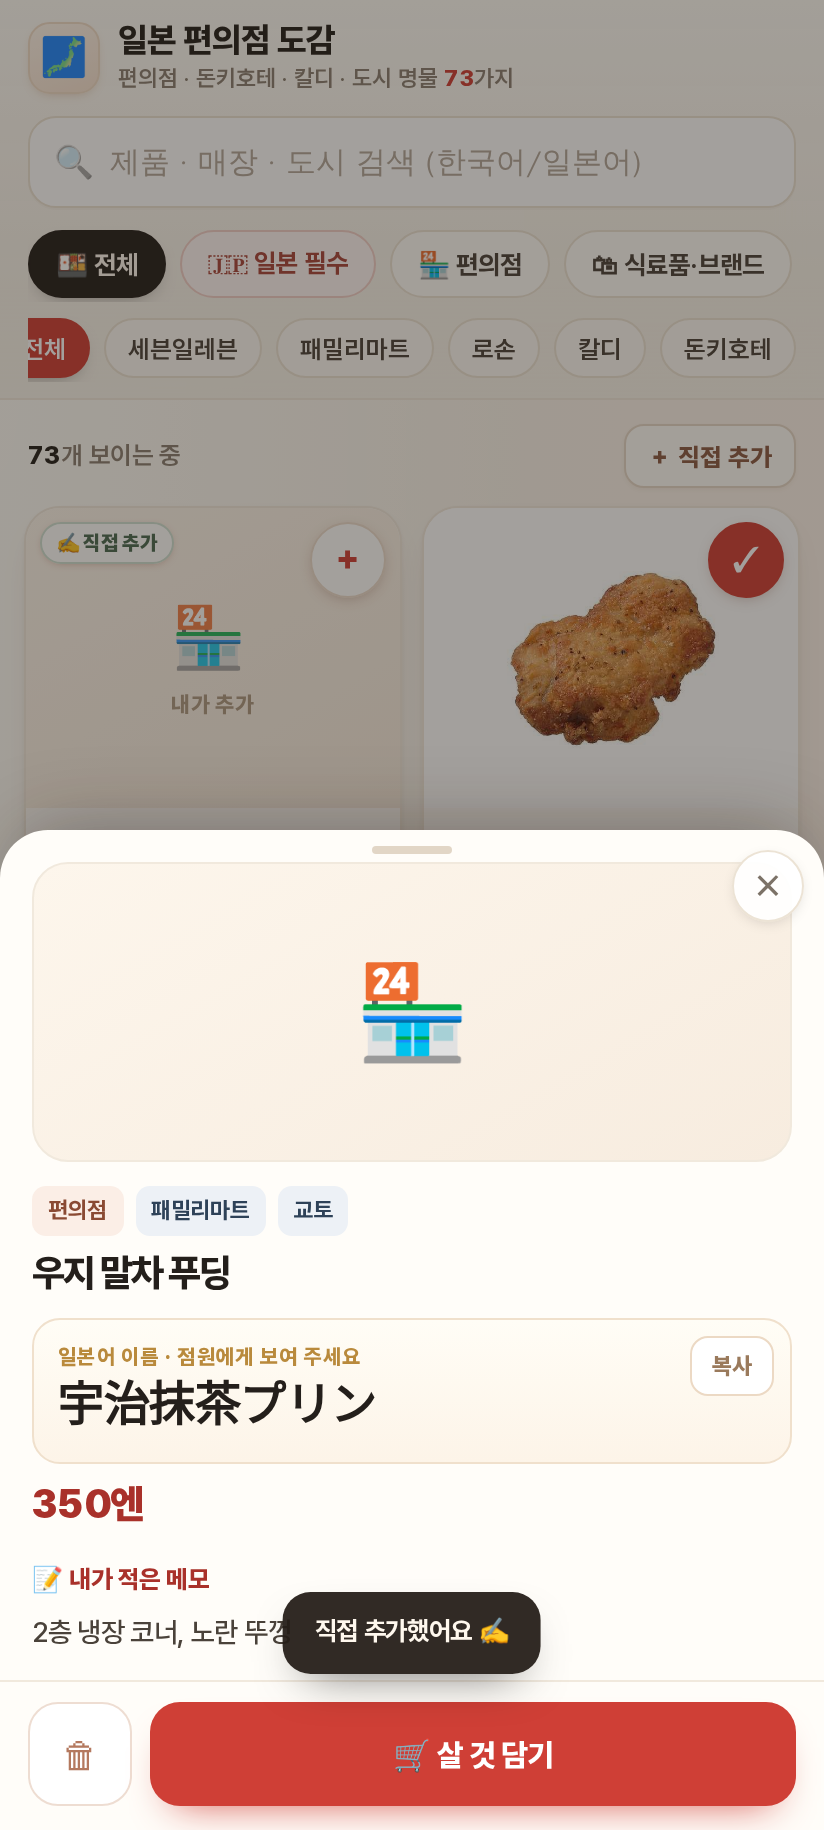 일본 편의점 도감
편의점 · 돈키호테 · 칼디 · 도시 명물 73가지
제품 · 매장 · 도시 검색 (한국어/일본어)
전체
JP 일본 필수
편의점
식료품·브랜드
전체
세븐일레븐
패밀리마트
로손
칼디
돈키호테
73개 보이는 중
+ 직접 추가
✍️ 직접 추가
+
✓
24
내가 추가
×
24
편의점
패밀리마트
교토
우지 말차 푸딩
일본어 이름 · 점원에게 보여 주세요
복사
宇治抹茶プリン
350엔
📝 내가 적은 메모
2층 냉장 코너, 노란 뚜껑
직접 추가했어요 ✍️
🛒 살 것 담기